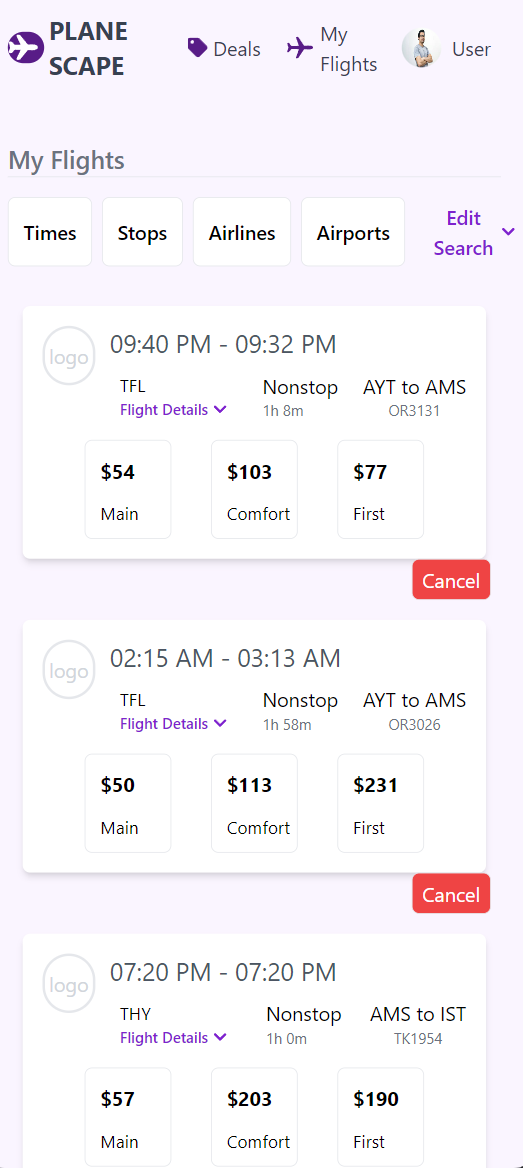 PLANE
SCAPE
Deals
My
Flights
User
My Flights
Times
Stops
Airlines
Airports
Edit
Search
logo
09:40 PM - 09:32 PM
TFL
Nonstop
AYT to AMS
Flight Details
1h 8m
OR3131
$54
$103
$77
Main
Comfort
First
Cancel
logo
02:15 AM - 03:13 AM
TFL
Nonstop
AYT to AMS
Flight Details
1h 58m
OR3026
$50
$113
$231
Main
Comfort
First
Cancel
logo
07:20 PM - 07:20 PM
THY
Nonstop
AMS to IST
Flight Details
1h 0m
TK1954
$57
$203
$190
Main
Comfort
First